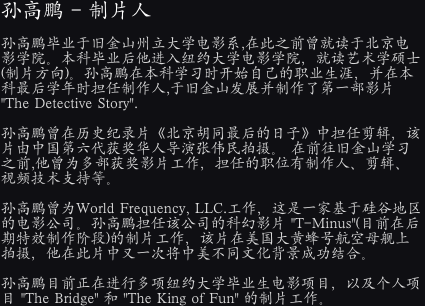 孙高鹏 - 制片人
孙高鹏毕业于旧金山州立大学电影系,在此之前曾就读于北京电
影学院。本科毕业后他进入纽约大学电影学院，就读艺术学硕士
(制片方向)。孙高鹏在本科学习时开始自己的职业生涯，并在本
科最后学年时担任制作人,于旧金山发展并制作了第一部影片
"The Detective Story".
孙高鹏曾在历史纪录片《北京胡同最后的日子》中担任剪辑，该
片由中国第六代获奖华人导演张伟民拍摄。 在前往旧金山学习
之前,他曾为多部获奖影片工作，担任的职位有制作人、剪辑、
视频技术支持等。
孙高鹏曾为World Frequency, LLC.工作，这是一家基于硅谷地区
的电影公司。孙高鹏担任该公司的科幻影片 "T-Minus"(目前在后
期特效制作阶段)的制片工作，该片在美国大黄蜂号航空母舰上
拍摄，他在此片中又一次将中美不同文化背景成功结合。
孙高鹏目前正在进行多项纽约大学毕业生电影项目，以及个人项
目 "The Bridge" 和 "The King of Fun" 的制片工作。